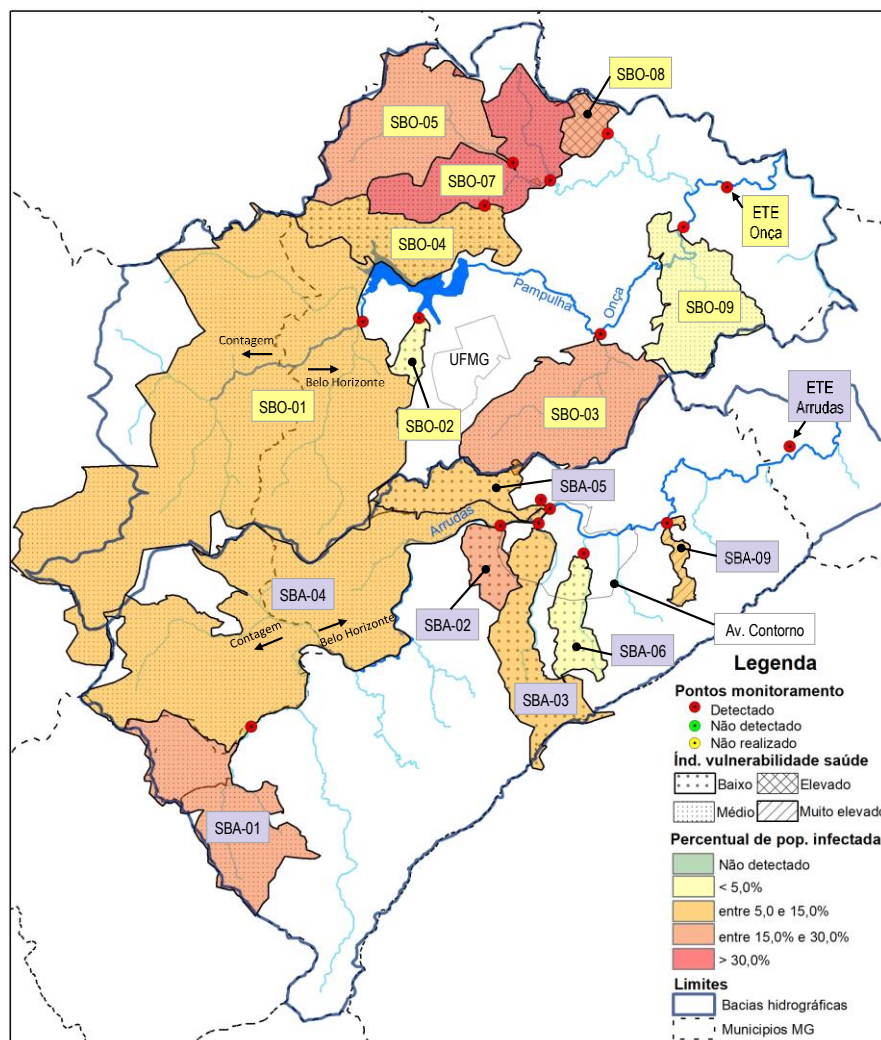 SBO-08
SBO-05
SBO-07
ETE
Onça
SBO-04
Pampulha
Onça
SBO-09
Contagem
UFMG
Belo Horizonte
ETE
Arrudas
SBO-01
SBO-02
SBO-03
SBA-05
Arrudas
SBA-09
SBA-04
Contagem
Belo Horizonte
SBA-02
Av. Contorno
SBA-06
SBA-03
SBA-01
Legenda
Pontos monitoramento
Detectado
Não detectado
Não realizado
Índ. vulnerabilidade saúde
Baixo
Elevado
Médio
Muito elevado
Percentual de pop. infectada
Não detectado
< 5,0%
entre 5,0 e 15,0%
entre 15,0% e 30,0%
> 30,0%
Limites
Bacias hidrográficas
Municipios MG